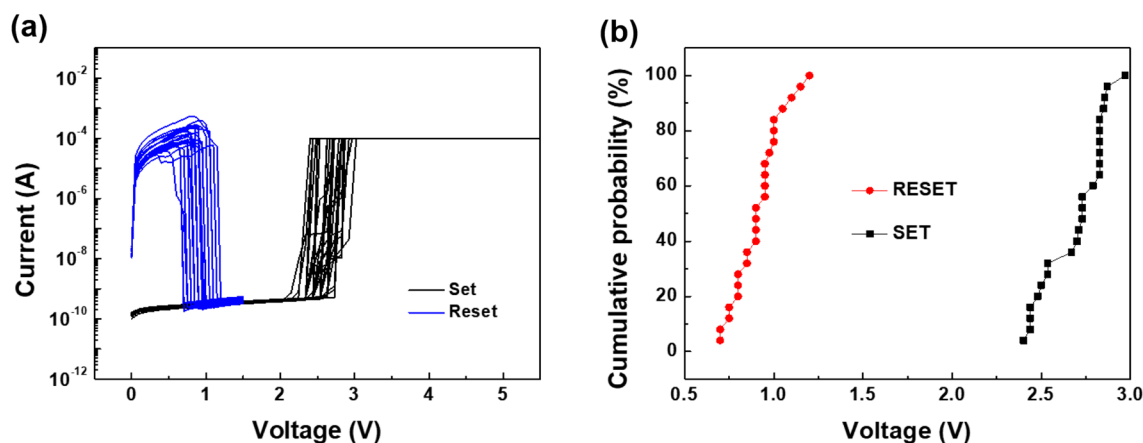 (a)
Current (A)
10^-2
10^-4
10^-6
10^-8
10^-10
10^-12
Set
Reset
0 1 2 3 4 5
Voltage (V)
(b)
Cumulative probability (%)
100
80
60
40
20
0
RESET
SET
0.5 1.0 1.5 2.0 2.5 3.0
Voltage (V)